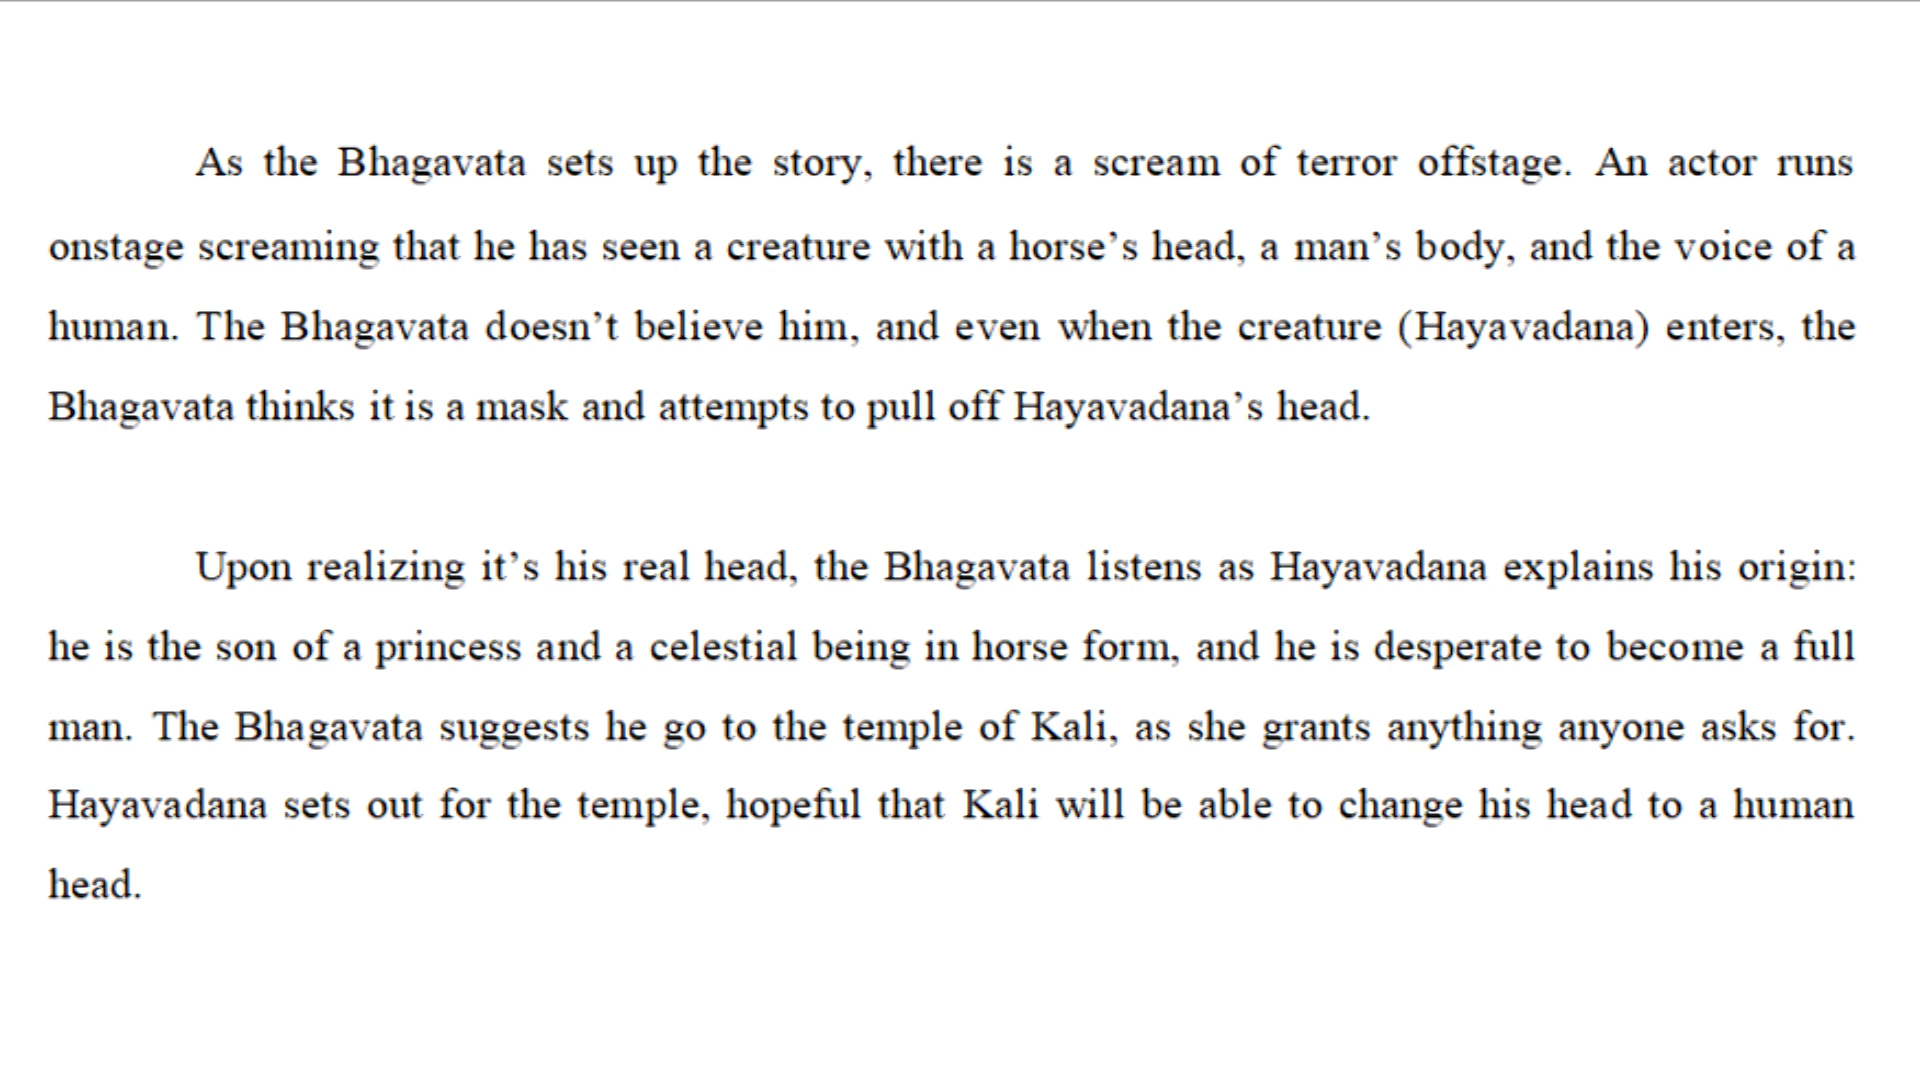 As the Bhagavata sets up the story, there is a scream of terror offstage. An actor runs
onstage screaming that he has seen a creature with a horse’s head, a man’s body, and the voice of a
human. The Bhagavata doesn’t believe him, and even when the creature (Hayavadana) enters, the
Bhagavata thinks it is a mask and attempts to pull off Hayavadana’s head.
Upon realizing it’s his real head, the Bhagavata listens as Hayavadana explains his origin:
he is the son of a princess and a celestial being in horse form, and he is desperate to become a full
man. The Bhagavata suggests he go to the temple of Kali, as she grants anything anyone asks for.
Hayavadana sets out for the temple, hopeful that Kali will be able to change his head to a human
head.